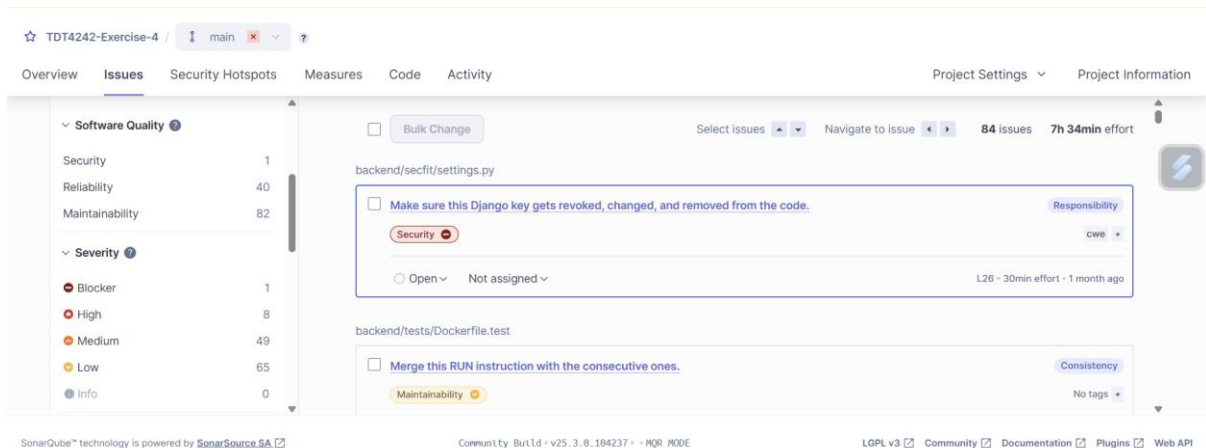 TDT4242-Exercise-4 / main ?
Overview Issues Security Hotspots Measures Code Activity Project Settings Project Information
Software Quality ?
Security 1
Reliability 40
Maintainability 82
Severity ?
Blocker 1
High 8
Medium 49
Low 65
Info 0
Bulk Change Select issues Navigate to issue 84 issues 7h 34min effort
backend/secfit/settings.py
Make sure this Django key gets revoked, changed, and removed from the code. Responsibility
Security cwe +
Open Not assigned L26 • 30min effort • 1 month ago
backend/tests/Dockerfile.test
Merge this RUN instruction with the consecutive ones. Consistency
Maintainability No tags +
SonarQube™ technology is powered by SonarSource SA Community Build • v25.3.0.104237 • • MQR MODE LGPL v3 Community Documentation Plugins Web API